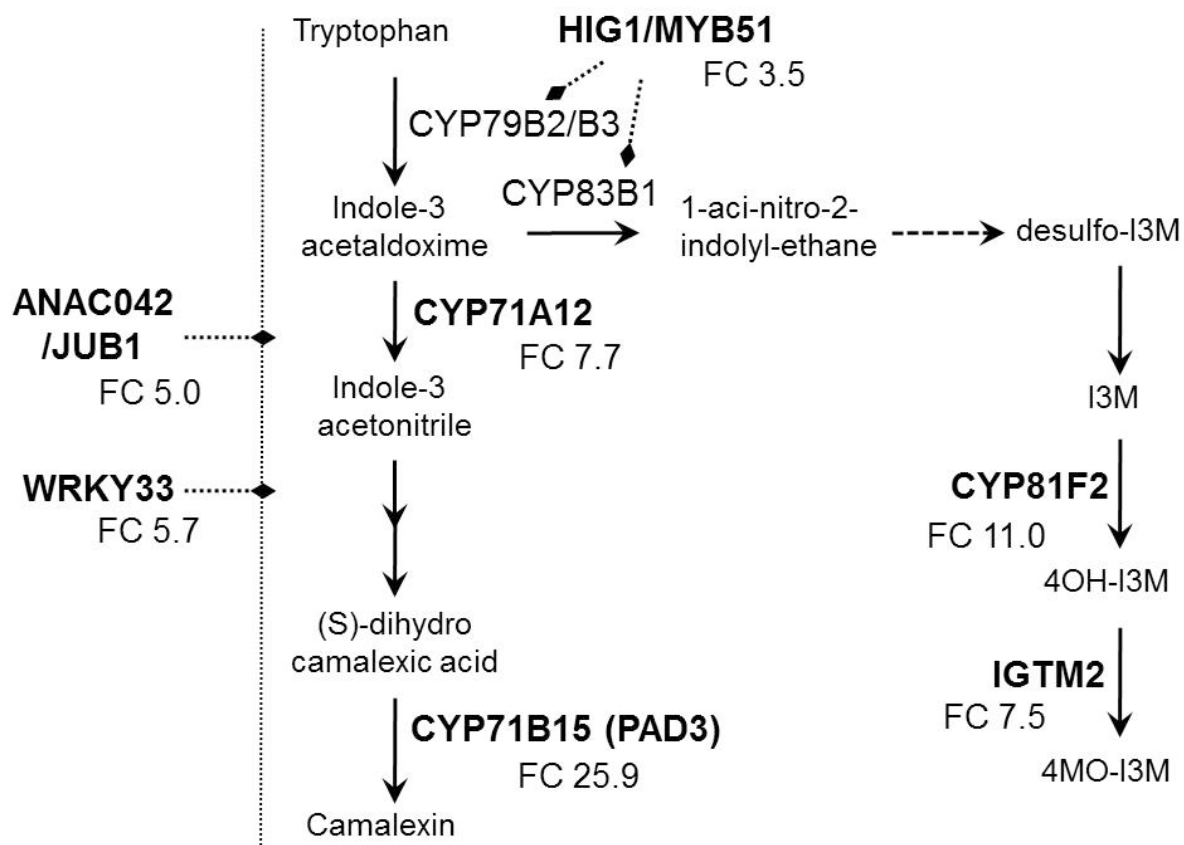 Tryptophan
HIG1/MYB51
FC 3.5
CYP79B2/B3
CYP83B1
Indole-3
acetaldoxime
1-aci-nitro-2-
indolyl-ethane
desulfo-I3M
ANAC042
/JUB1
FC 5.0
CYP71A12
FC 7.7
Indole-3
acetonitrile
I3M
WRKY33
FC 5.7
CYP81F2
FC 11.0
4OH-I3M
(S)-dihydro
camalexic acid
IGTM2
FC 7.5
CYP71B15 (PAD3)
FC 25.9
4MO-I3M
Camalexin